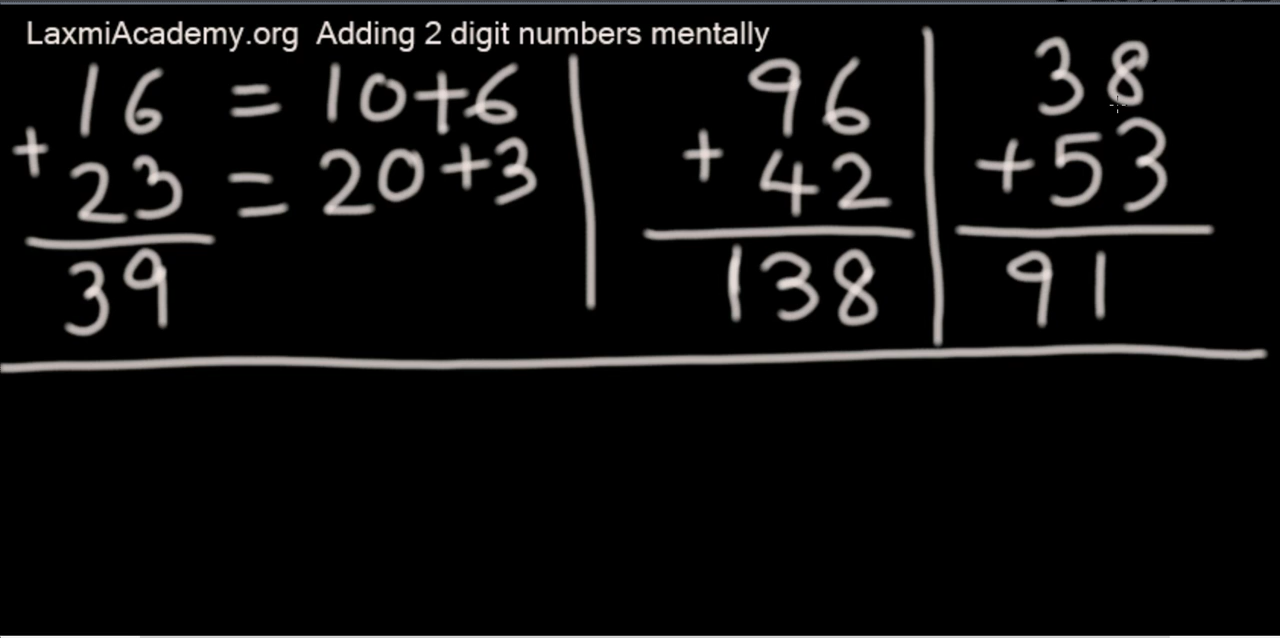 LaxmiAcademy.org Adding 2 digit numbers mentally
16 = 10+6
+ 23 = 20+3
39
96
+ 42
138
38
+53
91